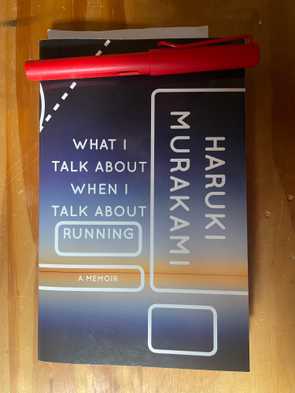 WHAT I
TALK ABOUT
WHEN I
TALK ABOUT
RUNNING
A MEMOIR
HARUKI
MURAKAMI